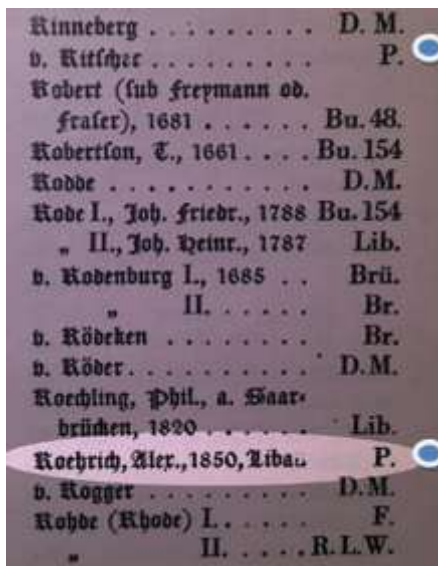 Rinneberg . . . . . . . . . D. M.
v. Ritscher . . . . . . . . . P.
Robert (sub Freymann od.
Fraser), 1681 . . . . . . Bu. 48.
Robertson, T., 1661 . . . . Bu. 154
Rodde . . . . . . . . . . . D. M.
Rode I., Joh. Friedr., 1788 Bu. 154
„ II., Joh. Heinr., 1787 Lib.
v. Rodenburg I., 1685 . . Brü.
„ II. . . . . . . Br.
v. Rödeken . . . . . . . . Br.
v. Röder . . . . . . . . . . D. M.
Roechling, Phil., a. Saar-
brücken, 1820 . . . . . . Lib.
Roehrich, Alex., 1850, Libau P.
v. Rogger . . . . . . . . . D. M.
Rohde (Rhode) I. . . . . . F.
„ II. . . . . . R. L. W.